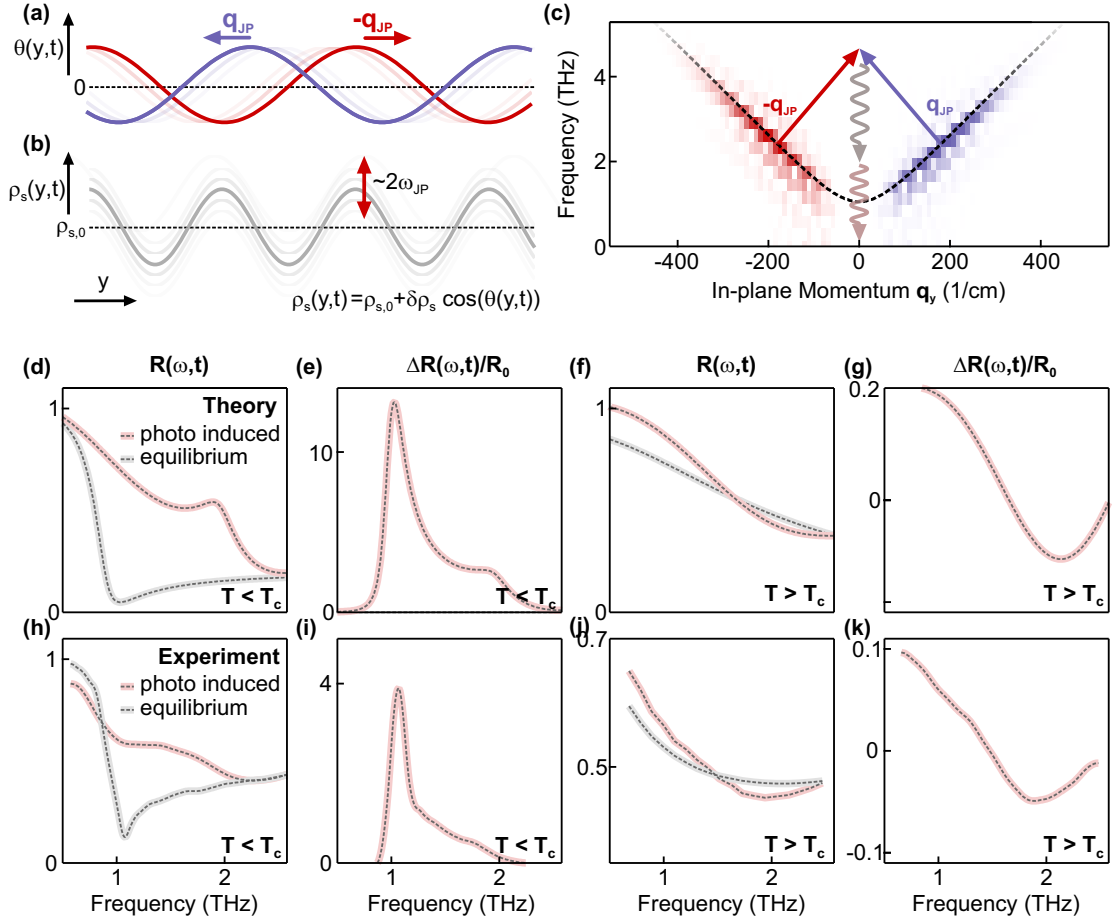 (a)
q_JP
-q_JP
θ(y,t)
0
(b)
ρ_s(y,t)
~2ω_JP
ρ_s,0
y
ρ_s(y,t)=ρ_s,0+δρ_s cos(θ(y,t))
(c)
Frequency (THz)
4
2
0
-q_JP
q_JP
-400
-200
0
200
400
In-plane Momentum q_y (1/cm)
(d)
R(ω,t)
1
0
Theory
photo induced
equilibrium
T < T_c
(e)
ΔR(ω,t)/R_0
10
T < T_c
(f)
R(ω,t)
1
0
T > T_c
(g)
ΔR(ω,t)/R_0
0.2
0
T > T_c
(h)
1
0
Experiment
photo induced
equilibrium
T < T_c
1
2
Frequency (THz)
(i)
4
0
T < T_c
1
2
Frequency (THz)
(j)
0.7
0.5
T > T_c
1
2
Frequency (THz)
(k)
0.1
0
-0.1
T > T_c
1
2
Frequency (THz)